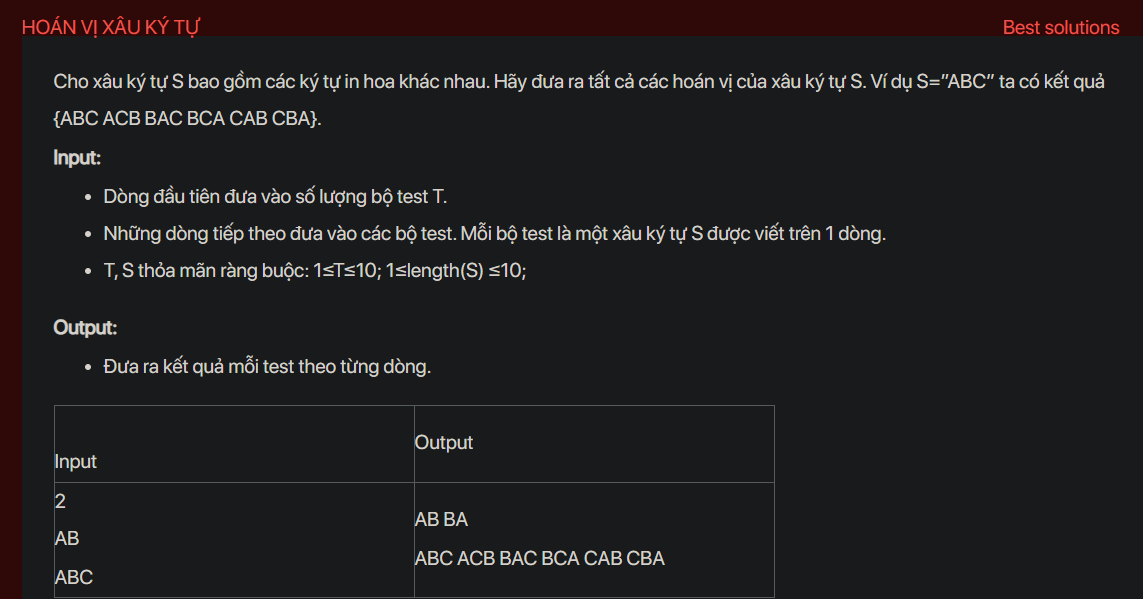 HOÁN VỊ XÂU KÝ TỰ Best solutions
Cho xâu ký tự S bao gồm các ký tự in hoa khác nhau. Hãy đưa ra tất cả các hoán vị của xâu ký tự S. Ví dụ S=”ABC” ta có kết quả
{ABC ACB BAC BCA CAB CBA}.
Input:
• Dòng đầu tiên đưa vào số lượng bộ test T.
• Những dòng tiếp theo đưa vào các bộ test. Mỗi bộ test là một xâu ký tự S được viết trên 1 dòng.
• T, S thỏa mãn ràng buộc: 1≤T≤10; 1≤length(S) ≤10;
Output:
• Đưa ra kết quả mỗi test theo từng dòng.
Input
2
AB
ABC
Output
AB BA
ABC ACB BAC BCA CAB CBA